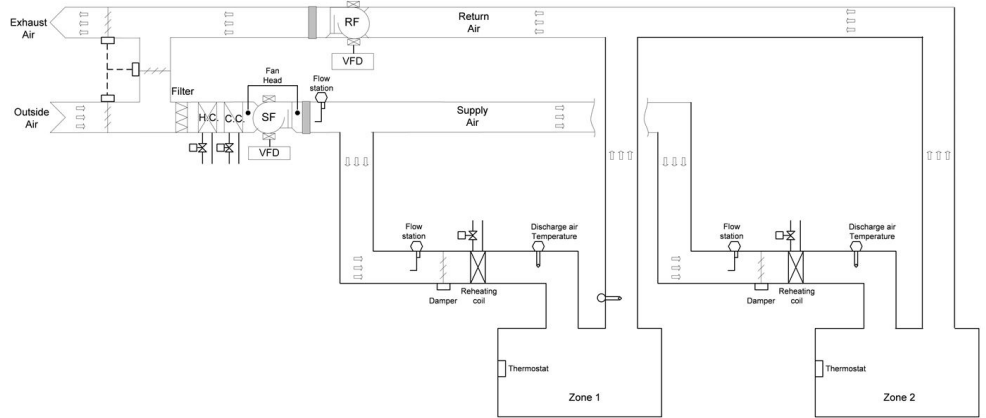 Exhaust
Air
RF
Return
Air
VFD
Fan
Head
Flow
station
Filter
Outside
Air
H.C.
C.C.
SF
Supply
Air
VFD
Flow
station
Discharge air
Temperature
Damper
Reheating
coil
Flow
station
Discharge air
Temperature
Damper
Reheating
coil
Thermostat
Zone 1
Thermostat
Zone 2